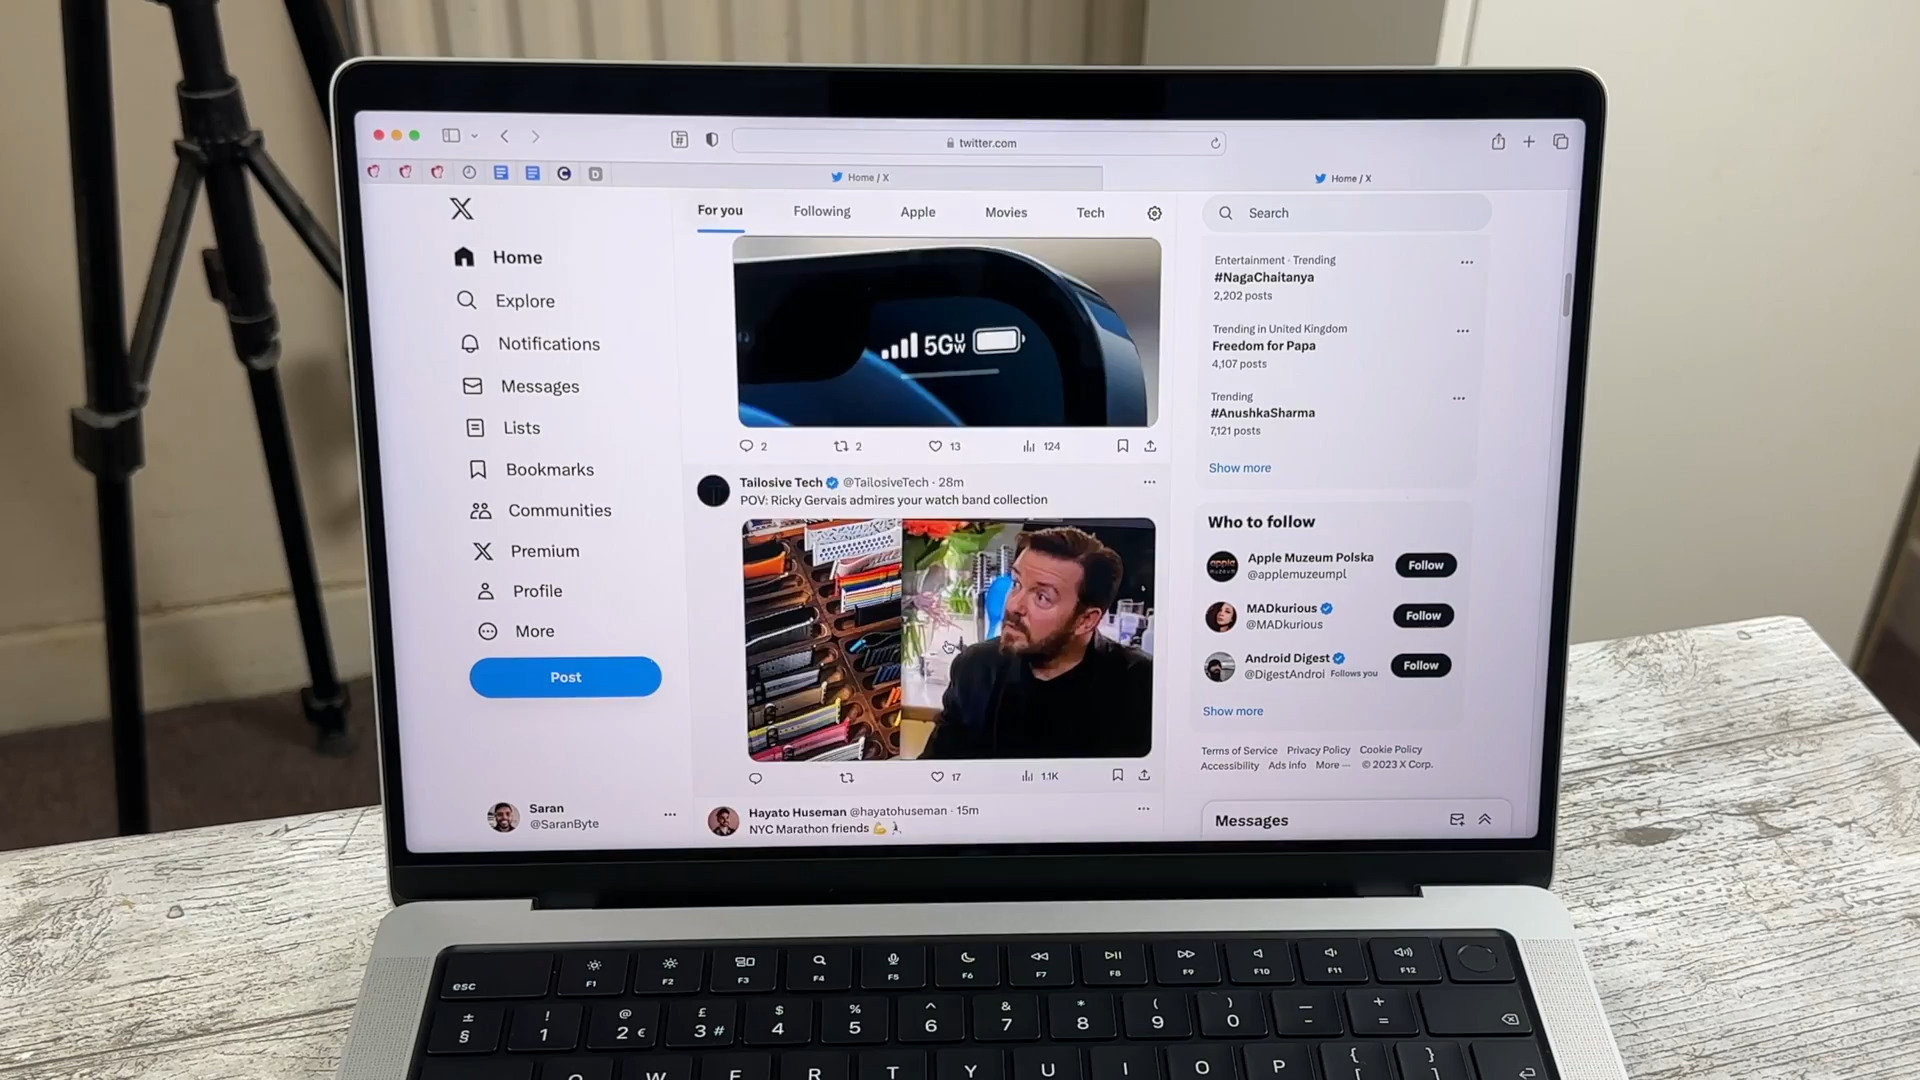 twitter.com
Home / X
Home / X
For you
Following
Apple
Movies
Tech
Search
Home
Explore
Notifications
Messages
Lists
Bookmarks
Communities
Premium
Profile
More
Post
Saran
@SaranByte
5G UW
2
2
13
124
Tailosive Tech @TailosiveTech · 28m
POV: Ricky Gervais admires your watch band collection
17
1.1K
Hayato Huseman @hayatohuseman · 15m
NYC Marathon friends 💪
Entertainment · Trending
#NagaChaitanya
2,202 posts
Trending in United Kingdom
Freedom for Papa
4,107 posts
Trending
#AnushkaSharma
7,121 posts
Show more
Who to follow
Apple Muzeum Polska
@applemuzeumpl
Follow
MADkurious
@MADkurious
Follow
Android Digest
@DigestAndroi Follows you
Follow
Show more
Terms of Service Privacy Policy Cookie Policy
Accessibility Ads info More ··· © 2023 X Corp.
Messages
esc
F1 F2 F3 F4 F5 F6 F7 F8 F9 F10 F11 F12
± ! @ £ $ % ^ & * ( ) _ +
§ 1 2 € 3 # 4 5 6 7 8 9 0 - =
Q W E R T Y U I O P { }